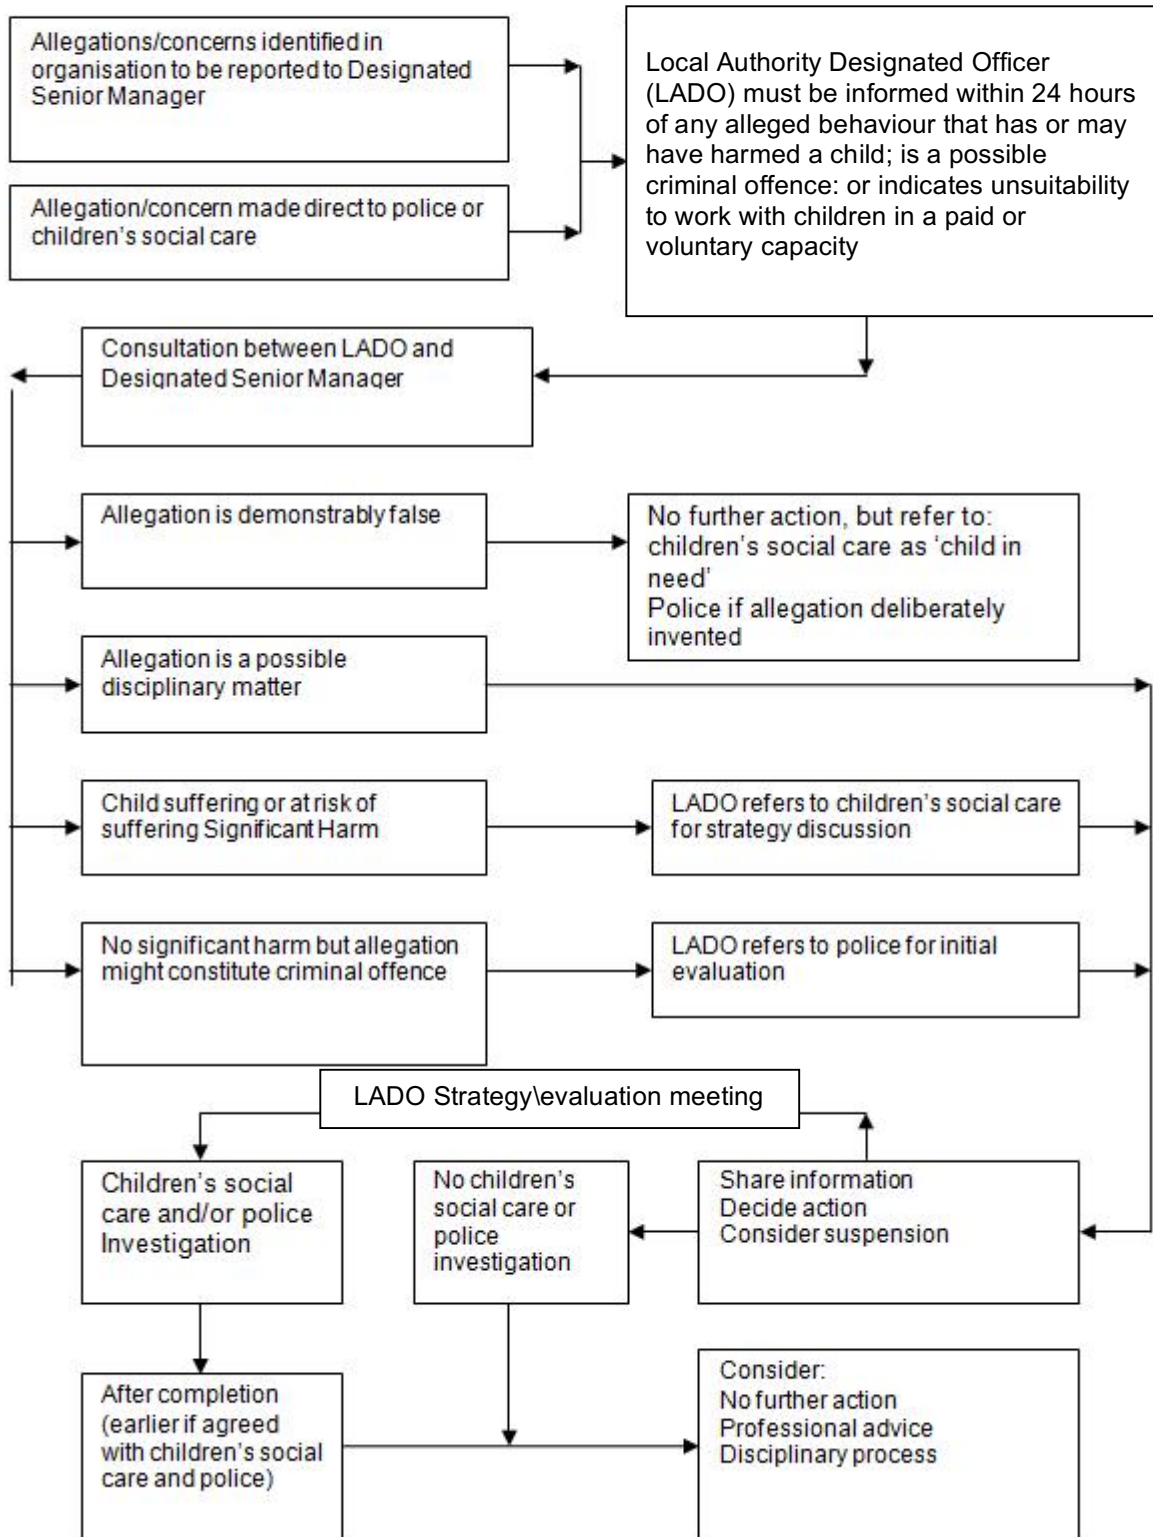 Allegations/concerns identified in
organisation to be reported to Designated
Senior Manager
Local Authority Designated Officer
(LADO) must be informed within 24 hours
of any alleged behaviour that has or may
have harmed a child; is a possible
criminal offence: or indicates unsuitability
to work with children in a paid or
voluntary capacity
Allegation/concern made direct to police or
children's social care
Consultation between LADO and
Designated Senior Manager
Allegation is demonstrably false
No further action, but refer to:
children's social care as 'child in
need'
Police if allegation deliberately
invented
Allegation is a possible
disciplinary matter
Child suffering or at risk of
suffering Significant Harm
LADO refers to children's social care
for strategy discussion
No significant harm but allegation
might constitute criminal offence
LADO refers to police for initial
evaluation
LADO Strategy\evaluation meeting
Children's social
care and/or police
Investigation
No children's
social care or
police
investigation
Share information
Decide action
Consider suspension
After completion
(earlier if agreed
with children's social
care and police)
Consider:
No further action
Professional advice
Disciplinary process